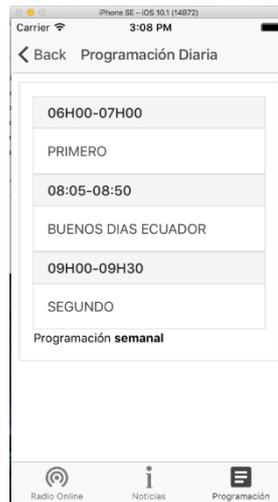 iPhone SE – iOS 10.1 (14B72)
Carrier 3:08 PM
Back Programación Diaria
06H00-07H00
PRIMERO
08:05-08:50
BUENOS DIAS ECUADOR
09H00-09H30
SEGUNDO
Programación semanal
Radio Online Noticias Programación